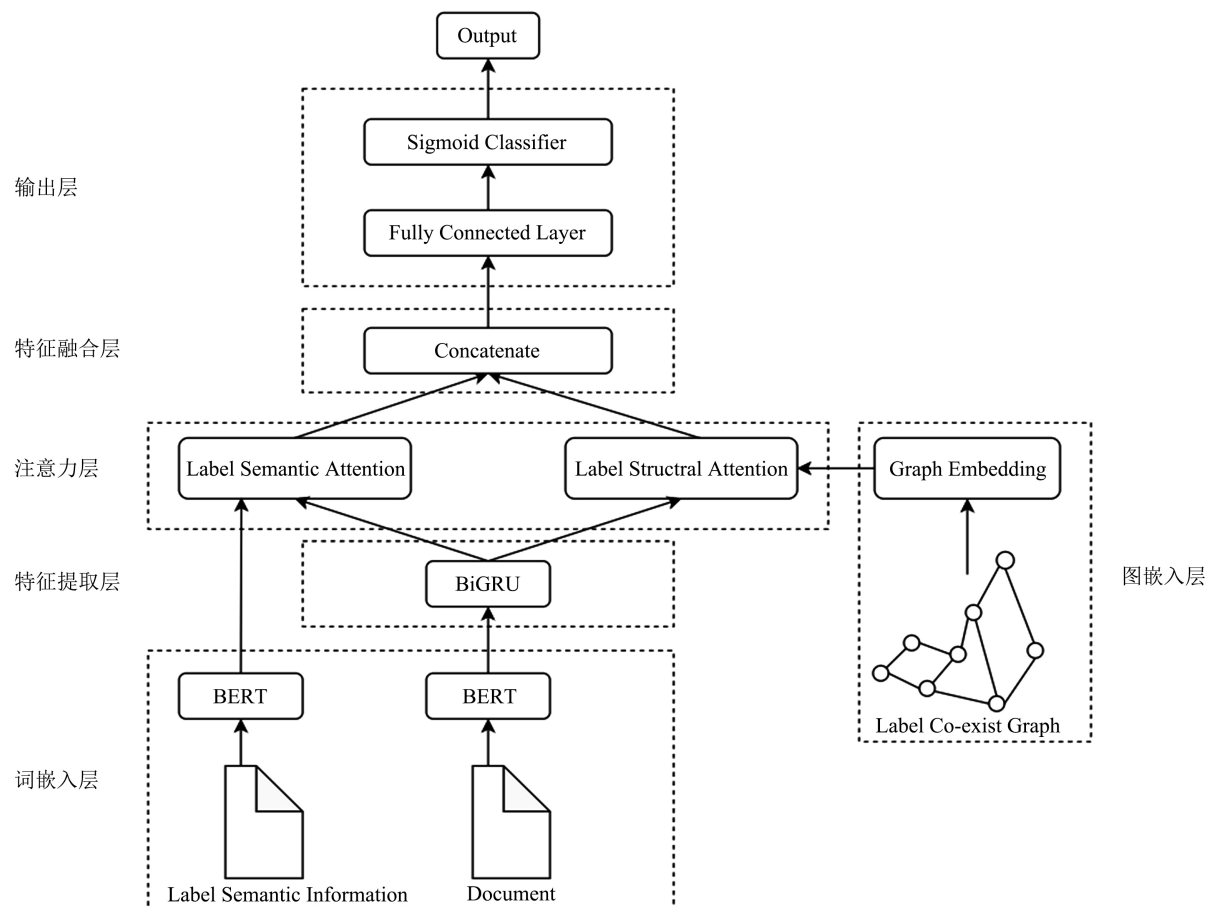 Output
Sigmoid Classifier
输出层
Fully Connected Layer
特征融合层
Concatenate
注意力层
Label Semantic Attention
Label Structral Attention
Graph Embedding
特征提取层
BiGRU
图嵌入层
BERT
BERT
Label Co-exist Graph
词嵌入层
Label Semantic Information
Document